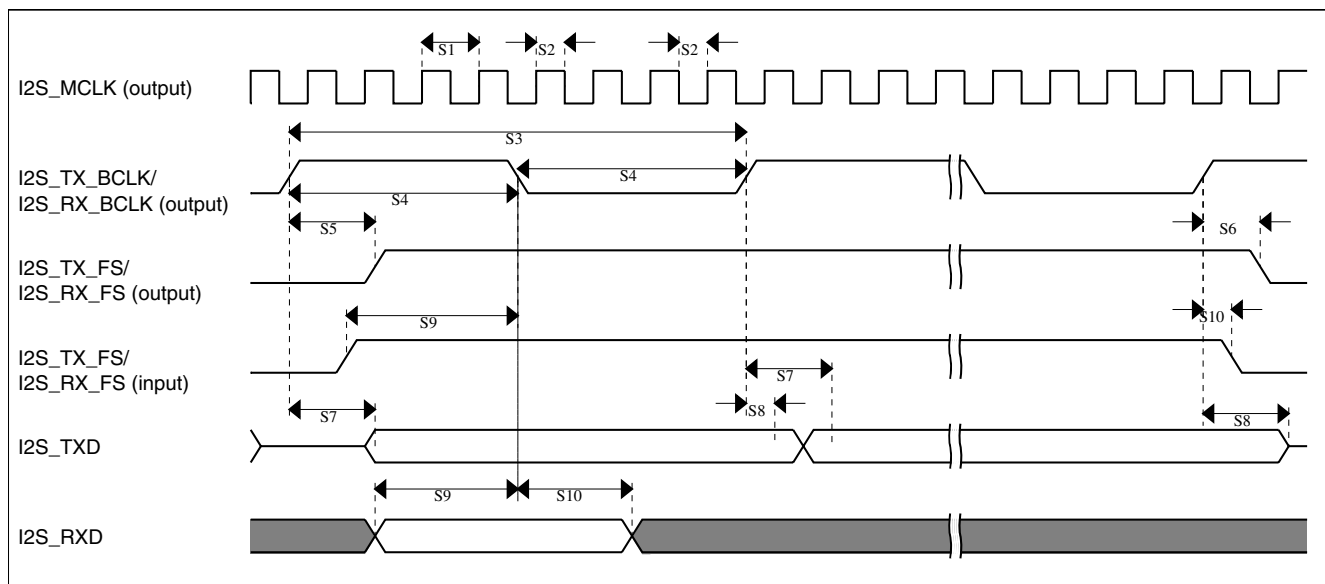 S1
S2
S2
I2S_MCLK (output)
S3
I2S_TX_BCLK/
I2S_RX_BCLK (output)
S4
S4
S5
S6
I2S_TX_FS/
I2S_RX_FS (output)
S9
S10
I2S_TX_FS/
I2S_RX_FS (input)
S7
S7
S8
S8
I2S_TXD
S9
S10
I2S_RXD